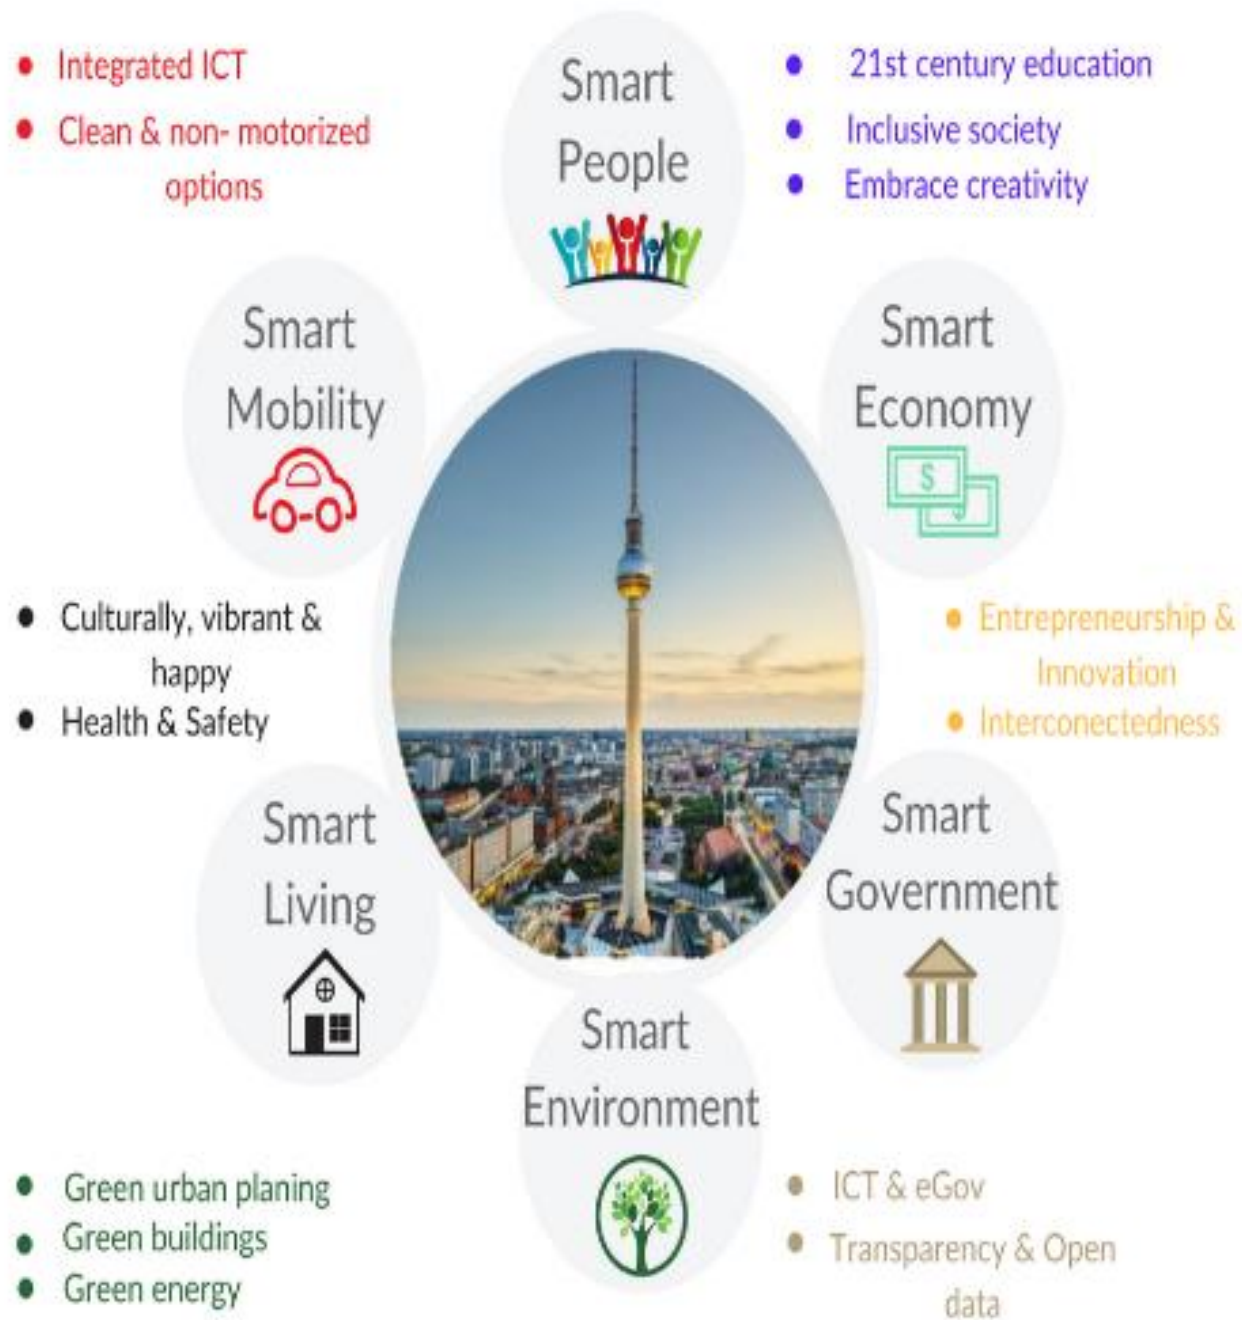 Integrated ICT
Clean & non- motorized
options
Smart
People
21st century education
Inclusive society
Embrace creativity
Smart
Mobility
Smart
Economy
$
Culturally, vibrant &
happy
Health & Safety
Entrepreneurship &
Innovation
Interconectedness
Smart
Living
Smart
Government
Smart
Environment
Green urban planing
Green buildings
Green energy
ICT & eGov
Transparency & Open
data